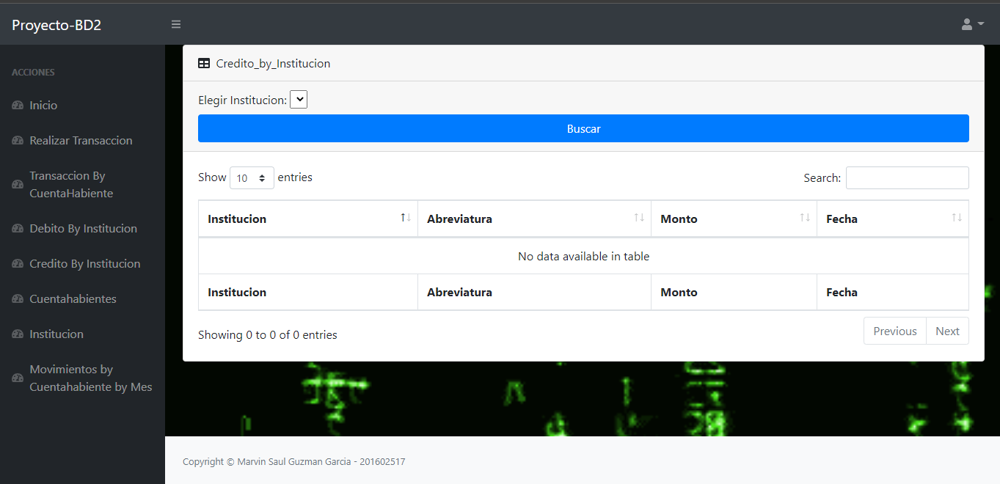 Proyecto-BD2
ACCIONES
Inicio
Realizar Transaccion
Transaccion By
CuentaHabiente
Debito By Institucion
Credito By Institucion
Cuentahabientes
Institucion
Movimientos by
Cuentahabiente by Mes
Credito_by_Institucion
Elegir Institucion:
Buscar
Show 10 entries
Search:
Institucion Abreviatura Monto Fecha
No data available in table
Institucion Abreviatura Monto Fecha
Showing 0 to 0 of 0 entries
Previous Next
Copyright © Marvin Saul Guzman Garcia - 201602517